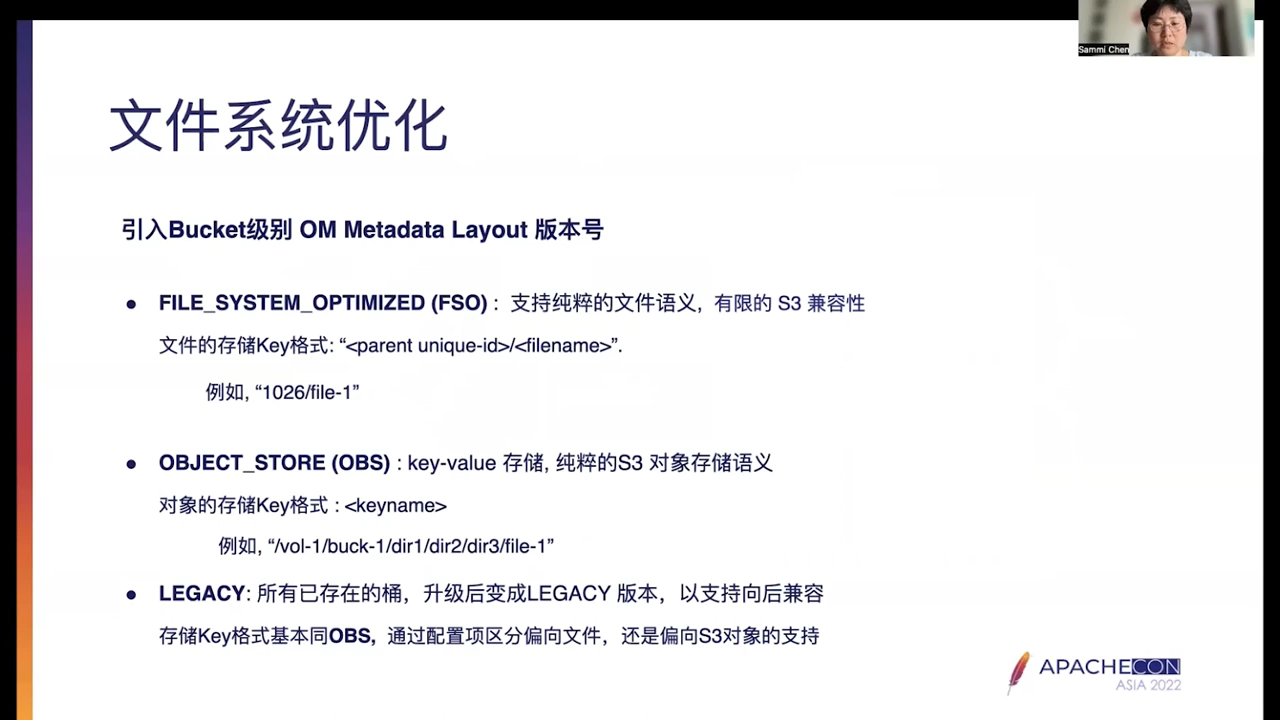 Sammi Chen
文件系统优化
引入Bucket级别 OM Metadata Layout 版本号
● FILE_SYSTEM_OPTIMIZED (FSO) : 支持纯粹的文件语义, 有限的 S3 兼容性
文件的存储Key格式: “<parent unique-id>/<filename>”.
例如, “1026/file-1”
● OBJECT_STORE (OBS) : key-value 存储, 纯粹的S3 对象存储语义
对象的存储Key格式 : <keyname>
例如, “/vol-1/buck-1/dir1/dir2/dir3/file-1”
● LEGACY: 所有已存在的桶，升级后变成LEGACY 版本，以支持向后兼容
存储Key格式基本同OBS, 通过配置项区分偏向文件，还是偏向S3对象的支持
APACHECON
ASIA 2022